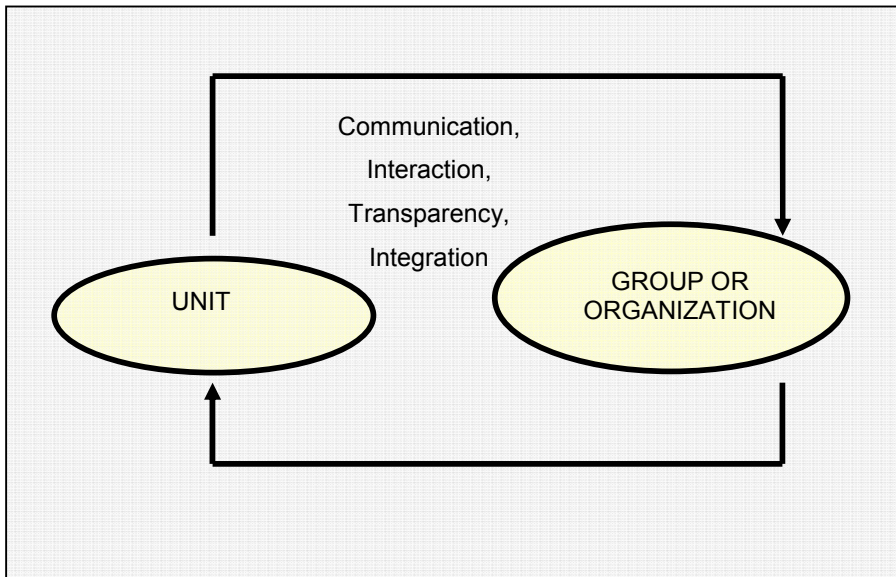 Communication,
Interaction,
Transparency,
Integration
UNIT
GROUP OR
ORGANIZATION